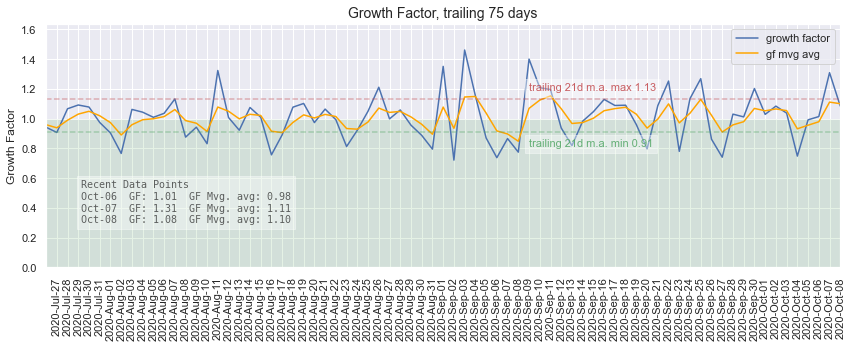 Growth Factor, trailing 75 days
growth factor
gf mvg avg
Growth Factor
1.6
1.4
1.2
1.0
0.8
0.6
0.4
0.2
0.0
trailing 21d m.a. max 1.13
trailing 21d m.a. min 0.91
Recent Data Points
Oct-06  GF: 1.01  GF Mvg. avg: 0.98
Oct-07  GF: 1.31  GF Mvg. avg: 1.11
Oct-08  GF: 1.08  GF Mvg. avg: 1.10
2020-Jul-27
2020-Jul-28
2020-Jul-29
2020-Jul-30
2020-Jul-31
2020-Aug-01
2020-Aug-02
2020-Aug-03
2020-Aug-04
2020-Aug-05
2020-Aug-06
2020-Aug-07
2020-Aug-08
2020-Aug-09
2020-Aug-10
2020-Aug-11
2020-Aug-12
2020-Aug-13
2020-Aug-14
2020-Aug-15
2020-Aug-16
2020-Aug-17
2020-Aug-18
2020-Aug-19
2020-Aug-20
2020-Aug-21
2020-Aug-22
2020-Aug-23
2020-Aug-24
2020-Aug-25
2020-Aug-26
2020-Aug-27
2020-Aug-28
2020-Aug-29
2020-Aug-30
2020-Aug-31
2020-Sep-01
2020-Sep-02
2020-Sep-03
2020-Sep-04
2020-Sep-05
2020-Sep-06
2020-Sep-07
2020-Sep-08
2020-Sep-09
2020-Sep-10
2020-Sep-11
2020-Sep-12
2020-Sep-13
2020-Sep-14
2020-Sep-15
2020-Sep-16
2020-Sep-17
2020-Sep-18
2020-Sep-19
2020-Sep-20
2020-Sep-21
2020-Sep-22
2020-Sep-23
2020-Sep-24
2020-Sep-25
2020-Sep-26
2020-Sep-27
2020-Sep-28
2020-Sep-29
2020-Sep-30
2020-Oct-01
2020-Oct-02
2020-Oct-03
2020-Oct-04
2020-Oct-05
2020-Oct-06
2020-Oct-07
2020-Oct-08